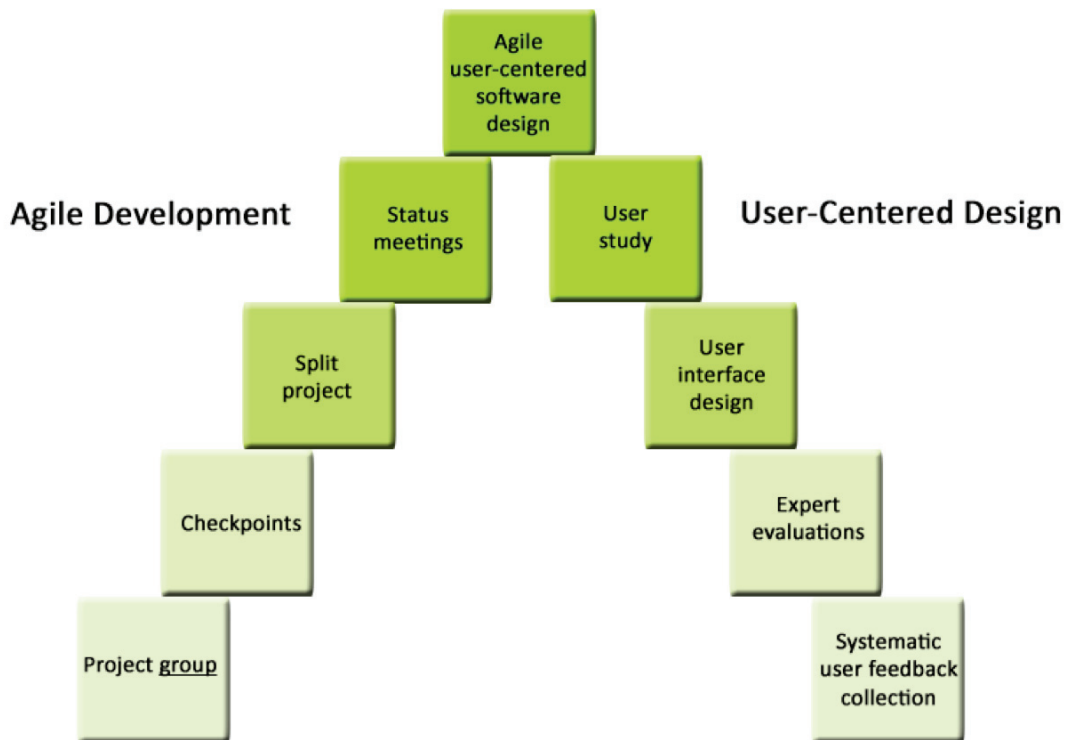 Agile
user-centered
software
design
Agile Development
Status
meetings
User
study
User-Centered Design
Split
project
User
interface
design
Checkpoints
Expert
evaluations
Project group
Systematic
user feedback
collection